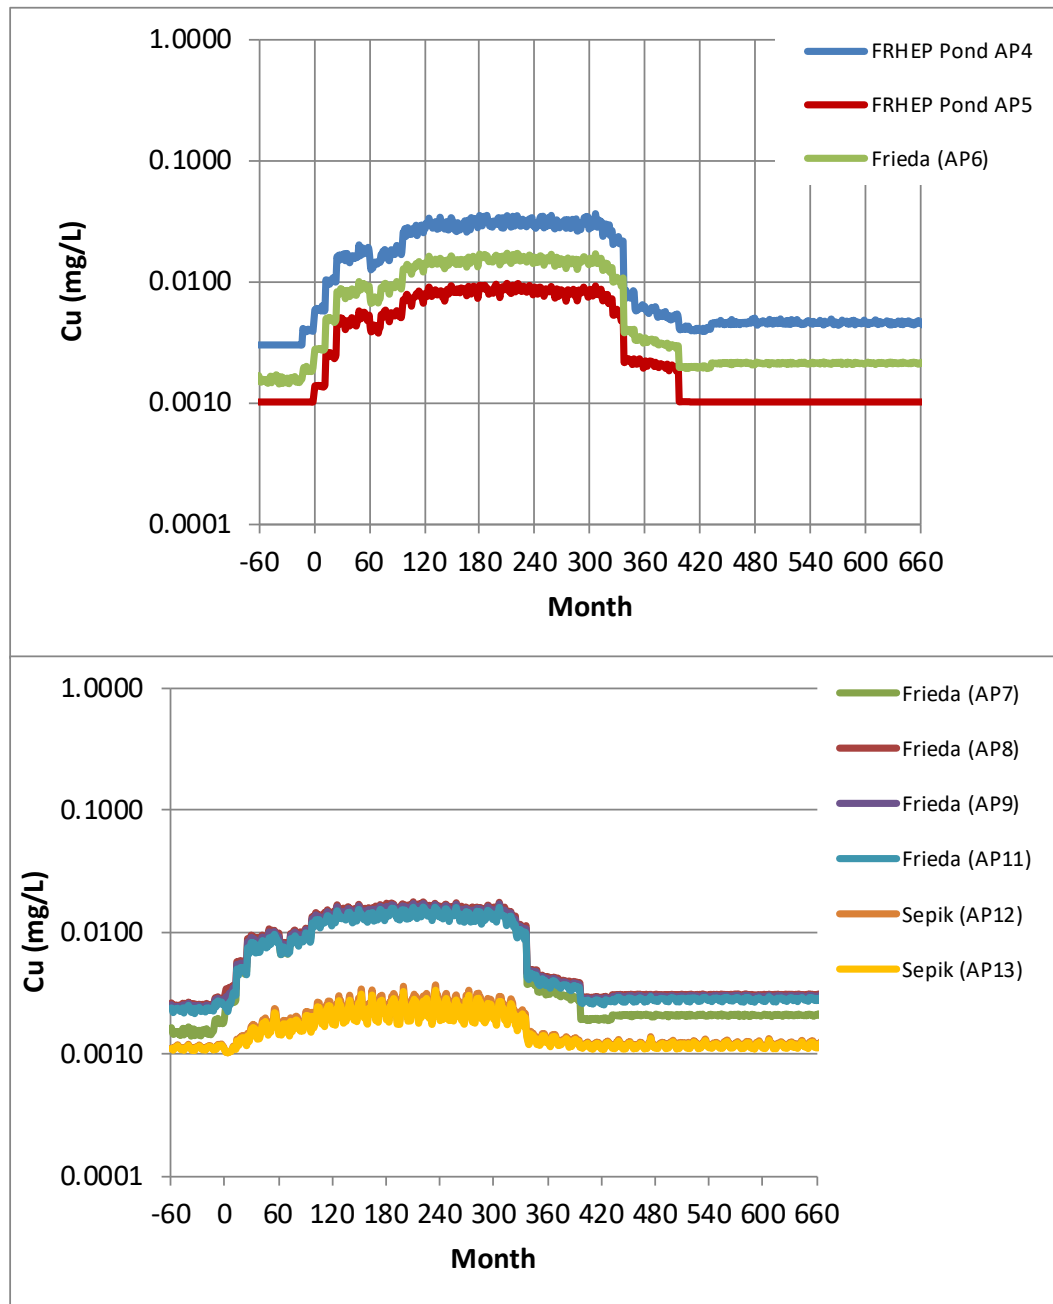 1.0000
0.1000
0.0100
0.0010
0.0001
Cu (mg/L)
-60 0 60 120 180 240 300 360 420 480 540 600 660
Month
FRHEP Pond AP4
FRHEP Pond AP5
Frieda (AP6)
1.0000
0.1000
0.0100
0.0010
0.0001
Cu (mg/L)
-60 0 60 120 180 240 300 360 420 480 540 600 660
Month
Frieda (AP7)
Frieda (AP8)
Frieda (AP9)
Frieda (AP11)
Sepik (AP12)
Sepik (AP13)